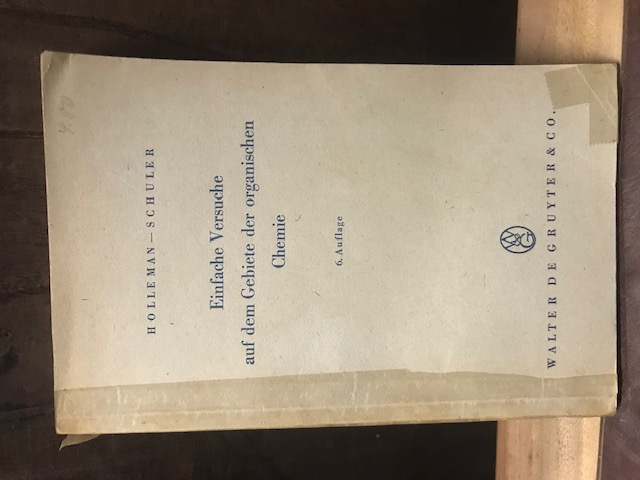 HOLLEMAN—SCHULER
Einfache Versuche
auf dem Gebiete der organischen
Chemie
6. Auflage
WALTER DE GRUYTER & CO.